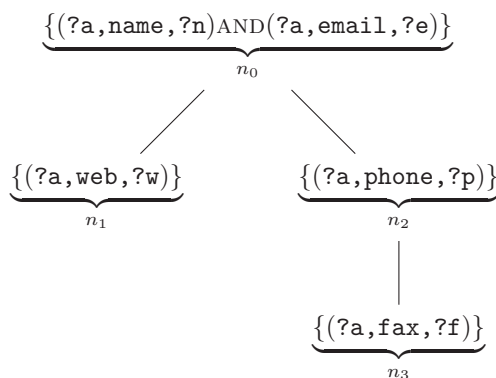 {(?a,name,?n)AND(?a,email,?e)}
n0
{(?a,web,?w)} {(?a,phone,?p)}
n1 n2
{(?a,fax,?f)}
n3